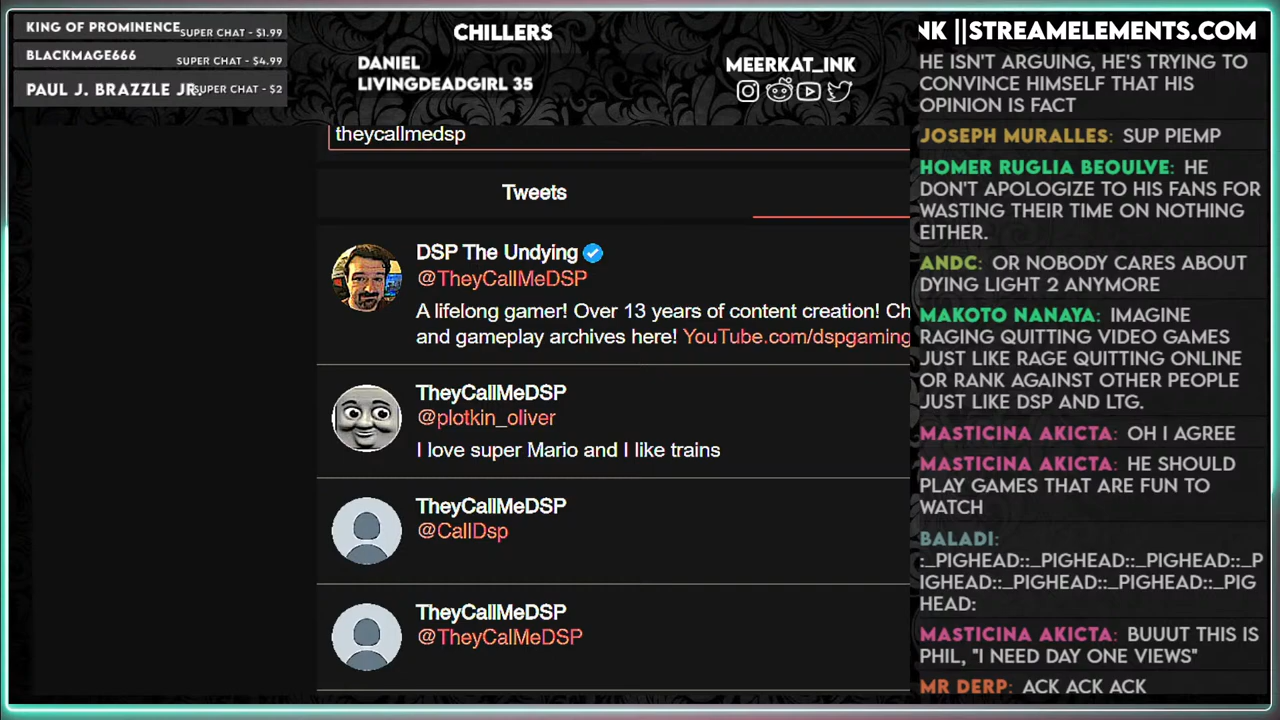 KING OF PROMINENCE SUPER CHAT - $1.99
BLACKMAGE666 SUPER CHAT - $4.99
PAUL J. BRAZZLE JR. SUPER CHAT - $2
CHILLERS
DANIEL
LIVINGDEADGIRL 35
MEERKAT_INK
theycallmedsp
Tweets
DSP The Undying
@TheyCallMeDSP
A lifelong gamer! Over 13 years of content creation! Ch
and gameplay archives here! YouTube.com/dspgaming
TheyCallMeDSP
@plotkin_oliver
I love super Mario and I like trains
TheyCallMeDSP
@CallDsp
TheyCallMeDSP
@TheyCalMeDSP
NK ||STREAMELEMENTS.COM
HE ISN'T ARGUING, HE'S TRYING TO
CONVINCE HIMSELF THAT HIS
OPINION IS FACT
JOSEPH MURALLES: SUP PIEMP
HOMER RUGLIA BEOULVE: HE
DON'T APOLOGIZE TO HIS FANS FOR
WASTING THEIR TIME ON NOTHING
EITHER.
ANDC: OR NOBODY CARES ABOUT
DYING LIGHT 2 ANYMORE
MAKOTO NANAYA: IMAGINE
RAGING QUITTING VIDEO GAMES
JUST LIKE RAGE QUITTING ONLINE
OR RANK AGAINST OTHER PEOPLE
JUST LIKE DSP AND LTG.
MASTICINA AKICTA: OH I AGREE
MASTICINA AKICTA: HE SHOULD
PLAY GAMES THAT ARE FUN TO
WATCH
BALADI:
:_PIGHEAD::_PIGHEAD::_PIGHEAD::_P
IGHEAD::_PIGHEAD::_PIGHEAD::_PIG
HEAD:
MASTICINA AKICTA: BUUUT THIS IS
PHIL, "I NEED DAY ONE VIEWS"
MR DERP: ACK ACK ACK